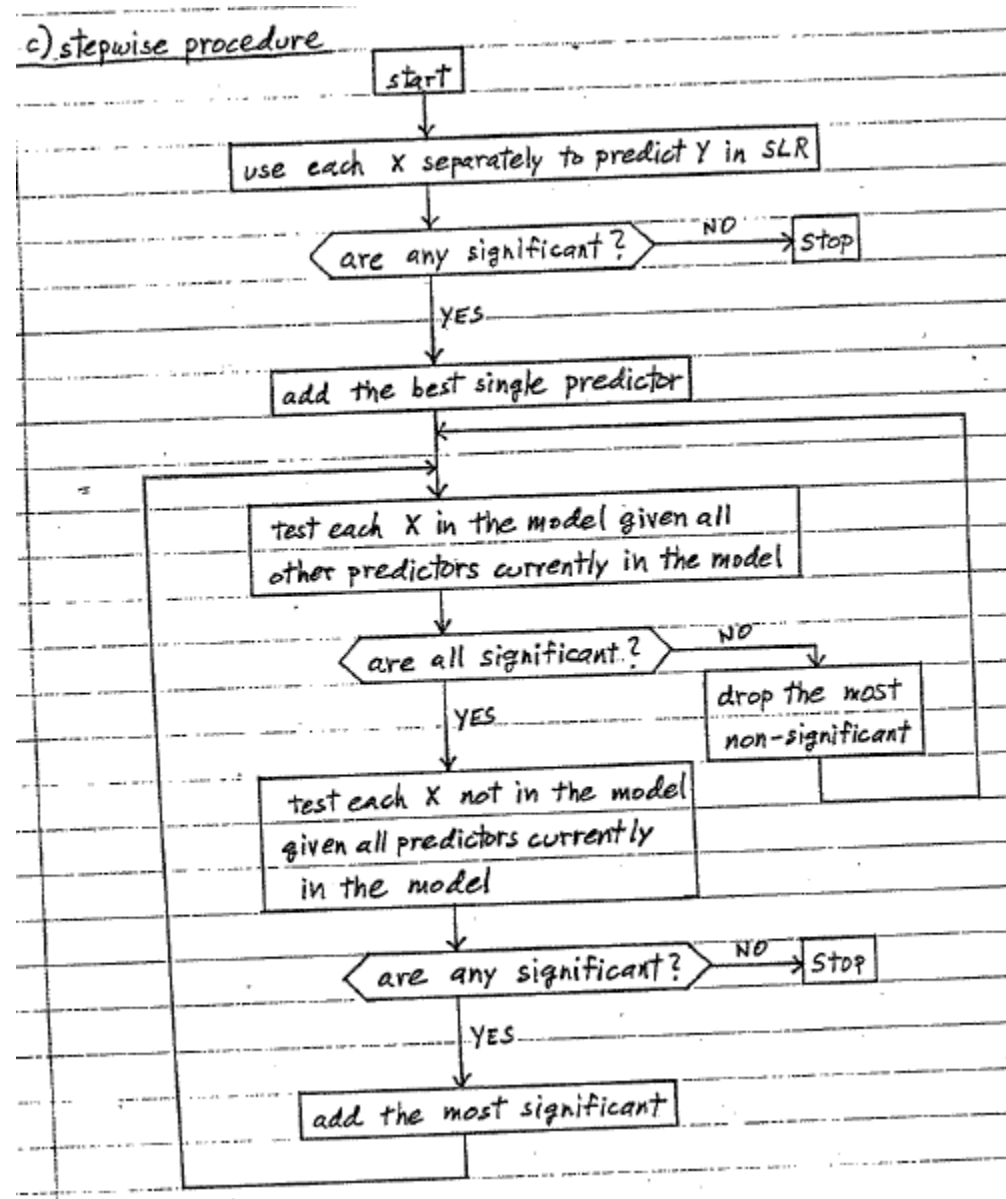 c) stepwise procedure
start
use each X separately to predict Y in SLR
are any significant?
NO
Stop
YES
add the best single predictor
test each X in the model given all
other predictors currently in the model
are all significant?
NO
drop the most
non-significant
YES
test each X not in the model
given all predictors currently
in the model
are any significant?
NO
Stop
YES
add the most significant